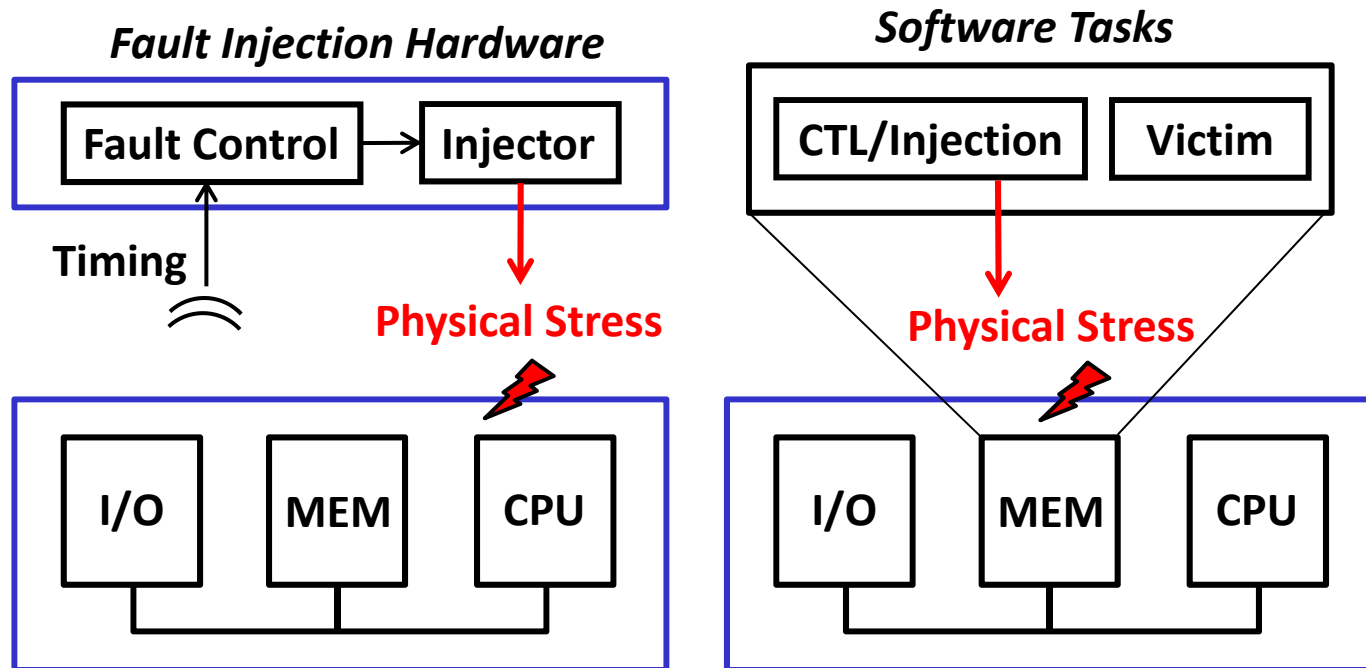 Fault Injection Hardware
Fault Control
Injector
Timing
Physical Stress
I/O
MEM
CPU
Software Tasks
CTL/Injection
Victim
Physical Stress
I/O
MEM
CPU